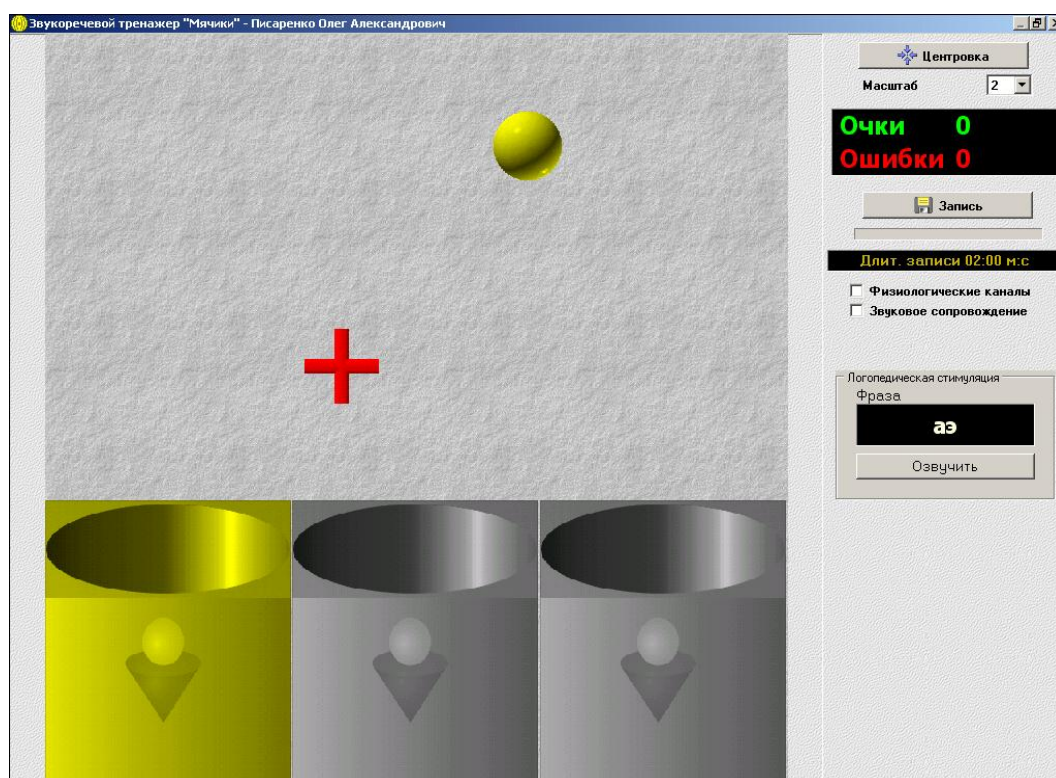 Звукоречевой тренажер "Мячики" - Писаренко Олег Александрович
Центровка
Масштаб 2
Очки 0
Ошибки 0
Запись
Длит. записи 02:00 м:с
Физиологические каналы
Звуковое сопровождение
Логопедическая стимуляция
Фраза
аэ
Озвучить